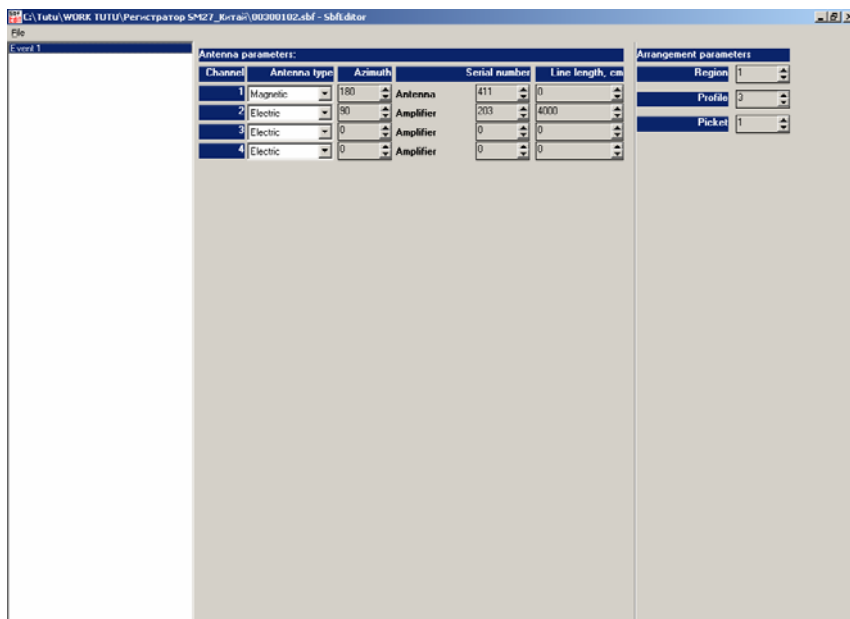 C:\Tutu\WORK TUTU\Регистратор SM27_Китай\00300102.sbf - SbfEditor
File
Event 1
Antenna parameters:
Channel Antenna type Azimuth Serial number Line length, cm
1 Magnetic 180 Antenna 411 0
2 Electric 90 Amplifier 203 4000
3 Electric 0 Amplifier 0 0
4 Electric 0 Amplifier 0 0
Arrangement parameters
Region 1
Profile 3
Picket 1